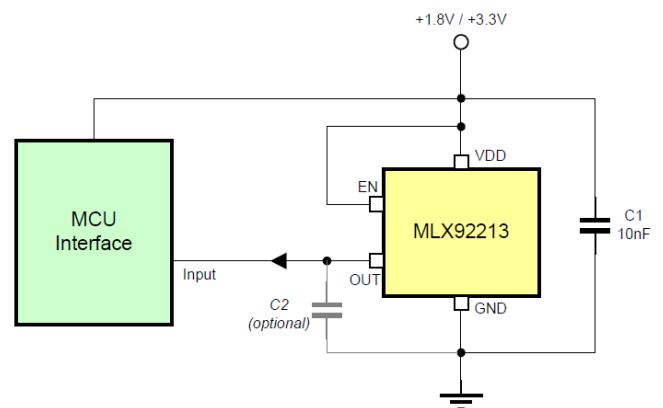 +1.8V / +3.3V
VDD
EN
MCU
Interface
MLX92213
C1
10nF
Input
OUT
C2
(optional)
GND